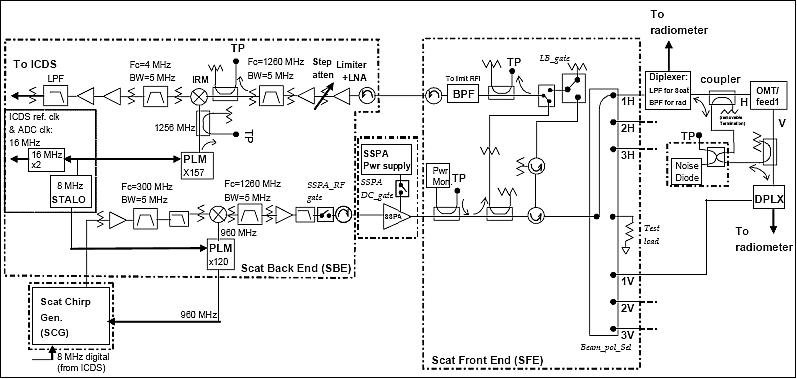 To
radiometer
To ICDS
Fc=4 MHz
BW=5 MHz
IRM
TP
Fc=1260 MHz
BW=5 MHz
Step
atten
Limiter
+LNA
LPF
ICDS ref. clk
& ADC clk:
16 MHz
16 MHz
x2
8 MHz
STALO
1256 MHz
TP
PLM
X157
Fc=300 MHz
BW=5 MHz
Fc=1260 MHz
BW=5 MHz
SSPA_RF
gate
960 MHz
PLM
x120
Scat Back End (SBE)
Scat Chirp
Gen.
(SCG)
960 MHz
8 MHz digital
(from ICDS)
SSPA
Pwr supply
SSPA
DC_gate
SSPA
To limit RFI
BPF
TP
LB_gate
Pwr
Mon.
TP
Test
load
1H
2H
3H
1V
2V
3V
Beam_pol_Sel
Scat Front End (SFE)
Diplexer:
LPF for Scat
BPF for rad
coupler
H
OMT/
feed1
V
(removable
Termination)
TP
Noise
Diode
DPLX
To
radiometer